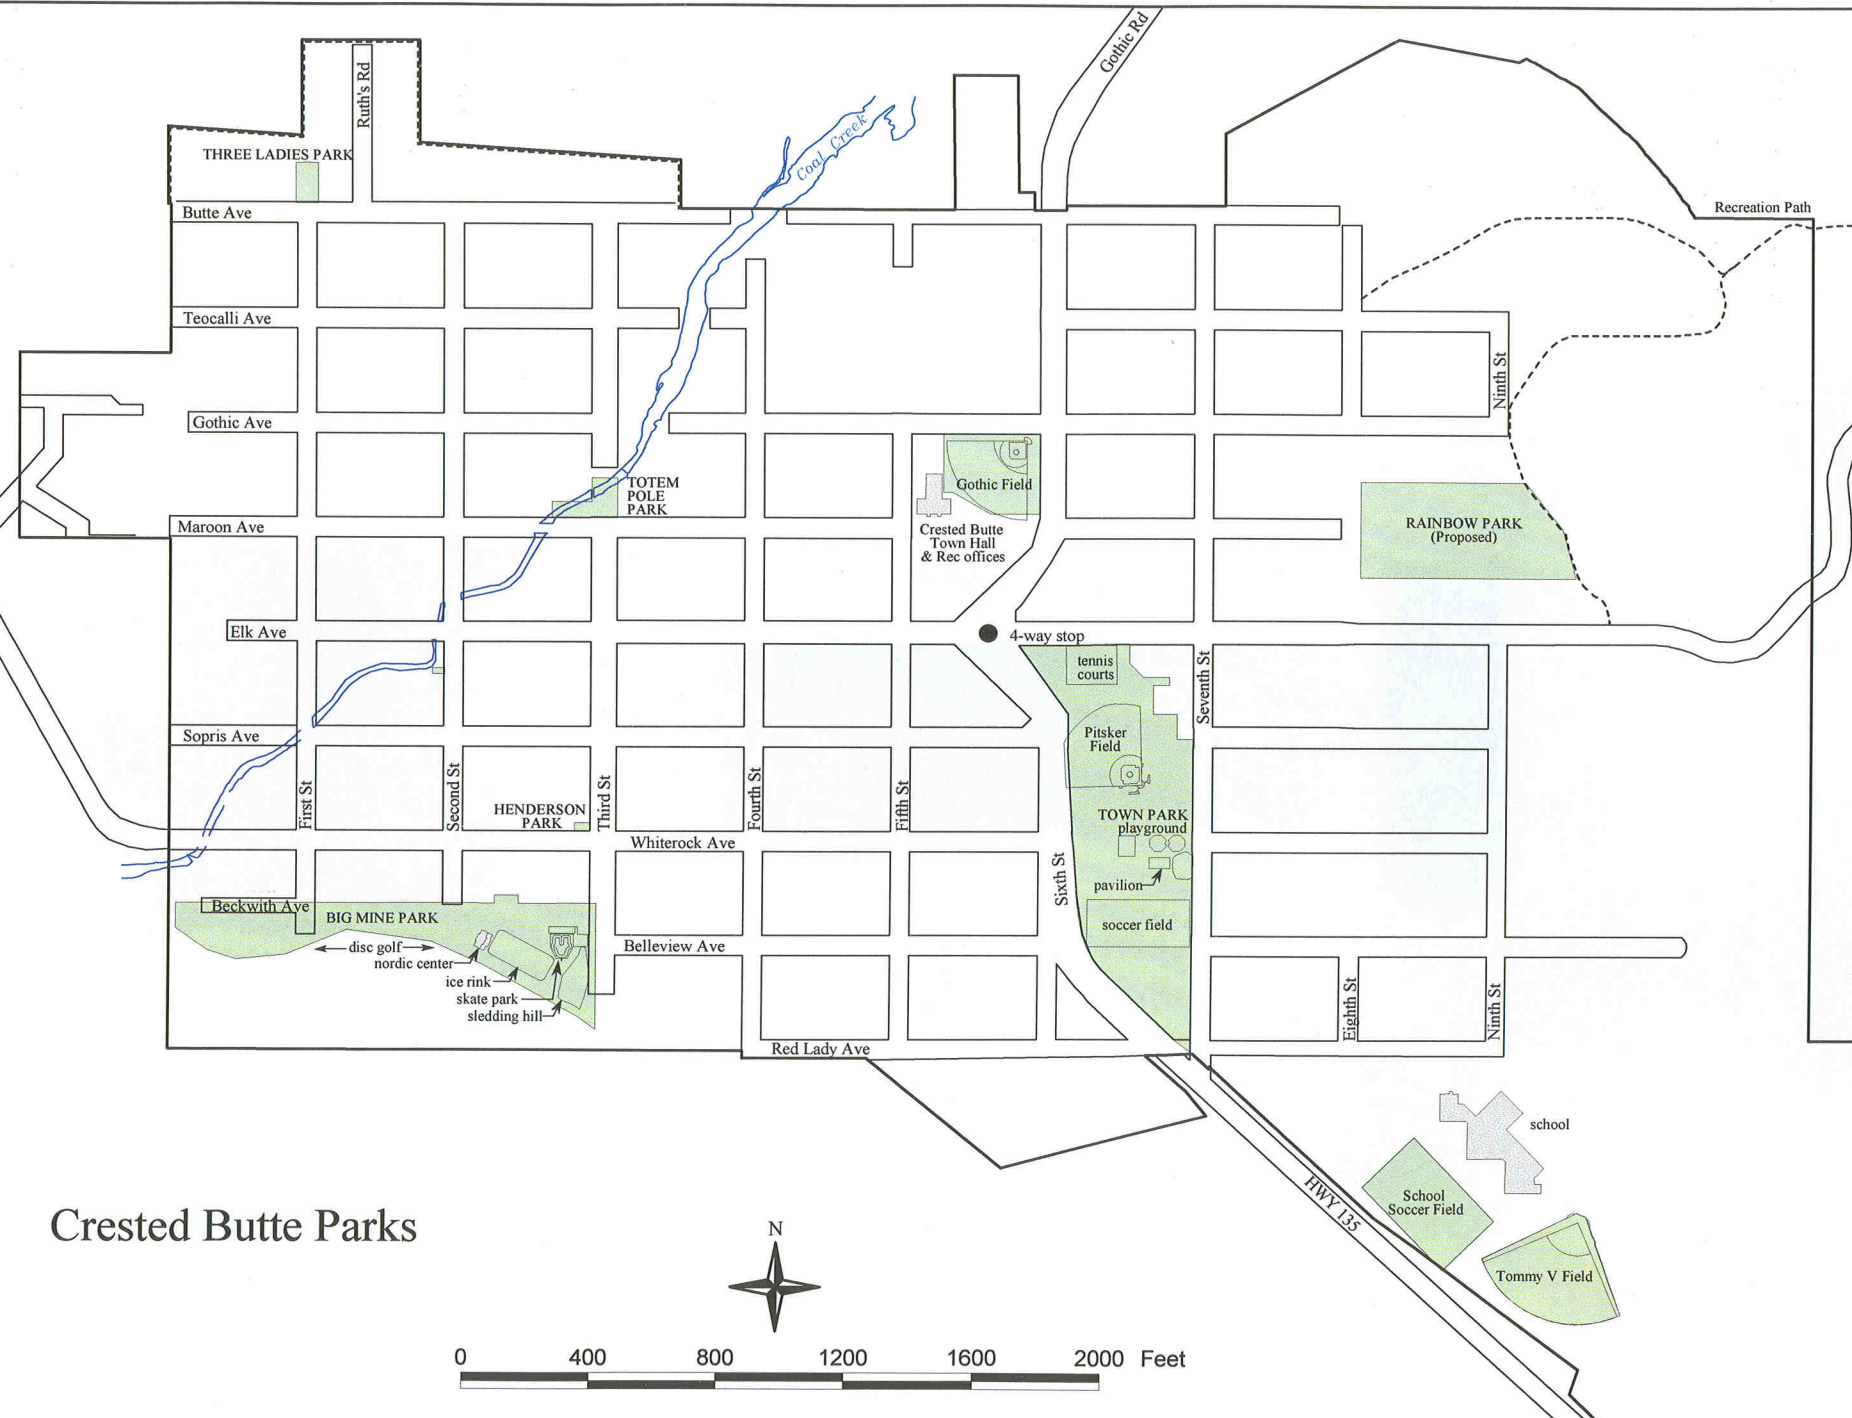 Gothic Rd
Ruth's Rd
THREE LADIES PARK
Coal Creek
Butte Ave
Recreation Path
Teocalli Ave
Ninth St
Gothic Ave
TOTEM
POLE
PARK
Gothic Field
Maroon Ave
Crested Butte
Town Hall
& Rec offices
RAINBOW PARK
(Proposed)
Elk Ave
4-way stop
tennis
courts
Seventh St
Sopris Ave
Pitsker
Field
First St
Second St
HENDERSON
PARK
Third St
Fourth St
Fifth St
TOWN PARK
playground
Whiterock Ave
Sixth St
pavilion
Beckwith Ave
BIG MINE PARK
soccer field
disc golf
nordic center
ice rink
skate park
sledding hill
Belleview Ave
Eighth St
Ninth St
Red Lady Ave
school
HWY 135
School
Soccer Field
Tommy V Field
Crested Butte Parks
N
0 400 800 1200 1600 2000 Feet